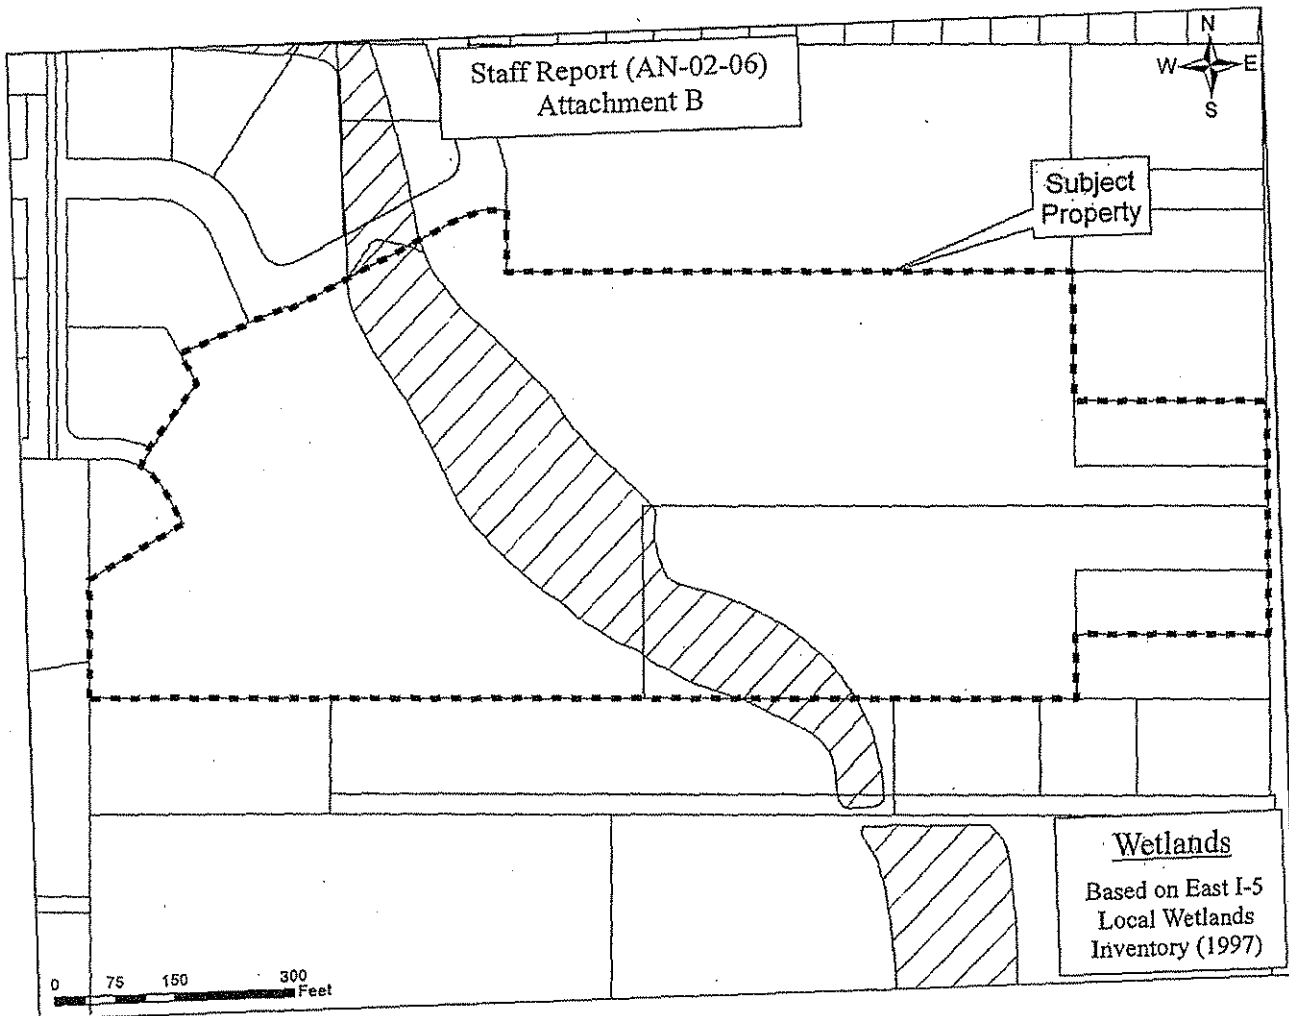 Staff Report (AN-02-06)
Attachment B
N
W E
S
Subject
Property
Wetlands
Based on East I-5
Local Wetlands
Inventory (1997)
0 75 150 300
Feet